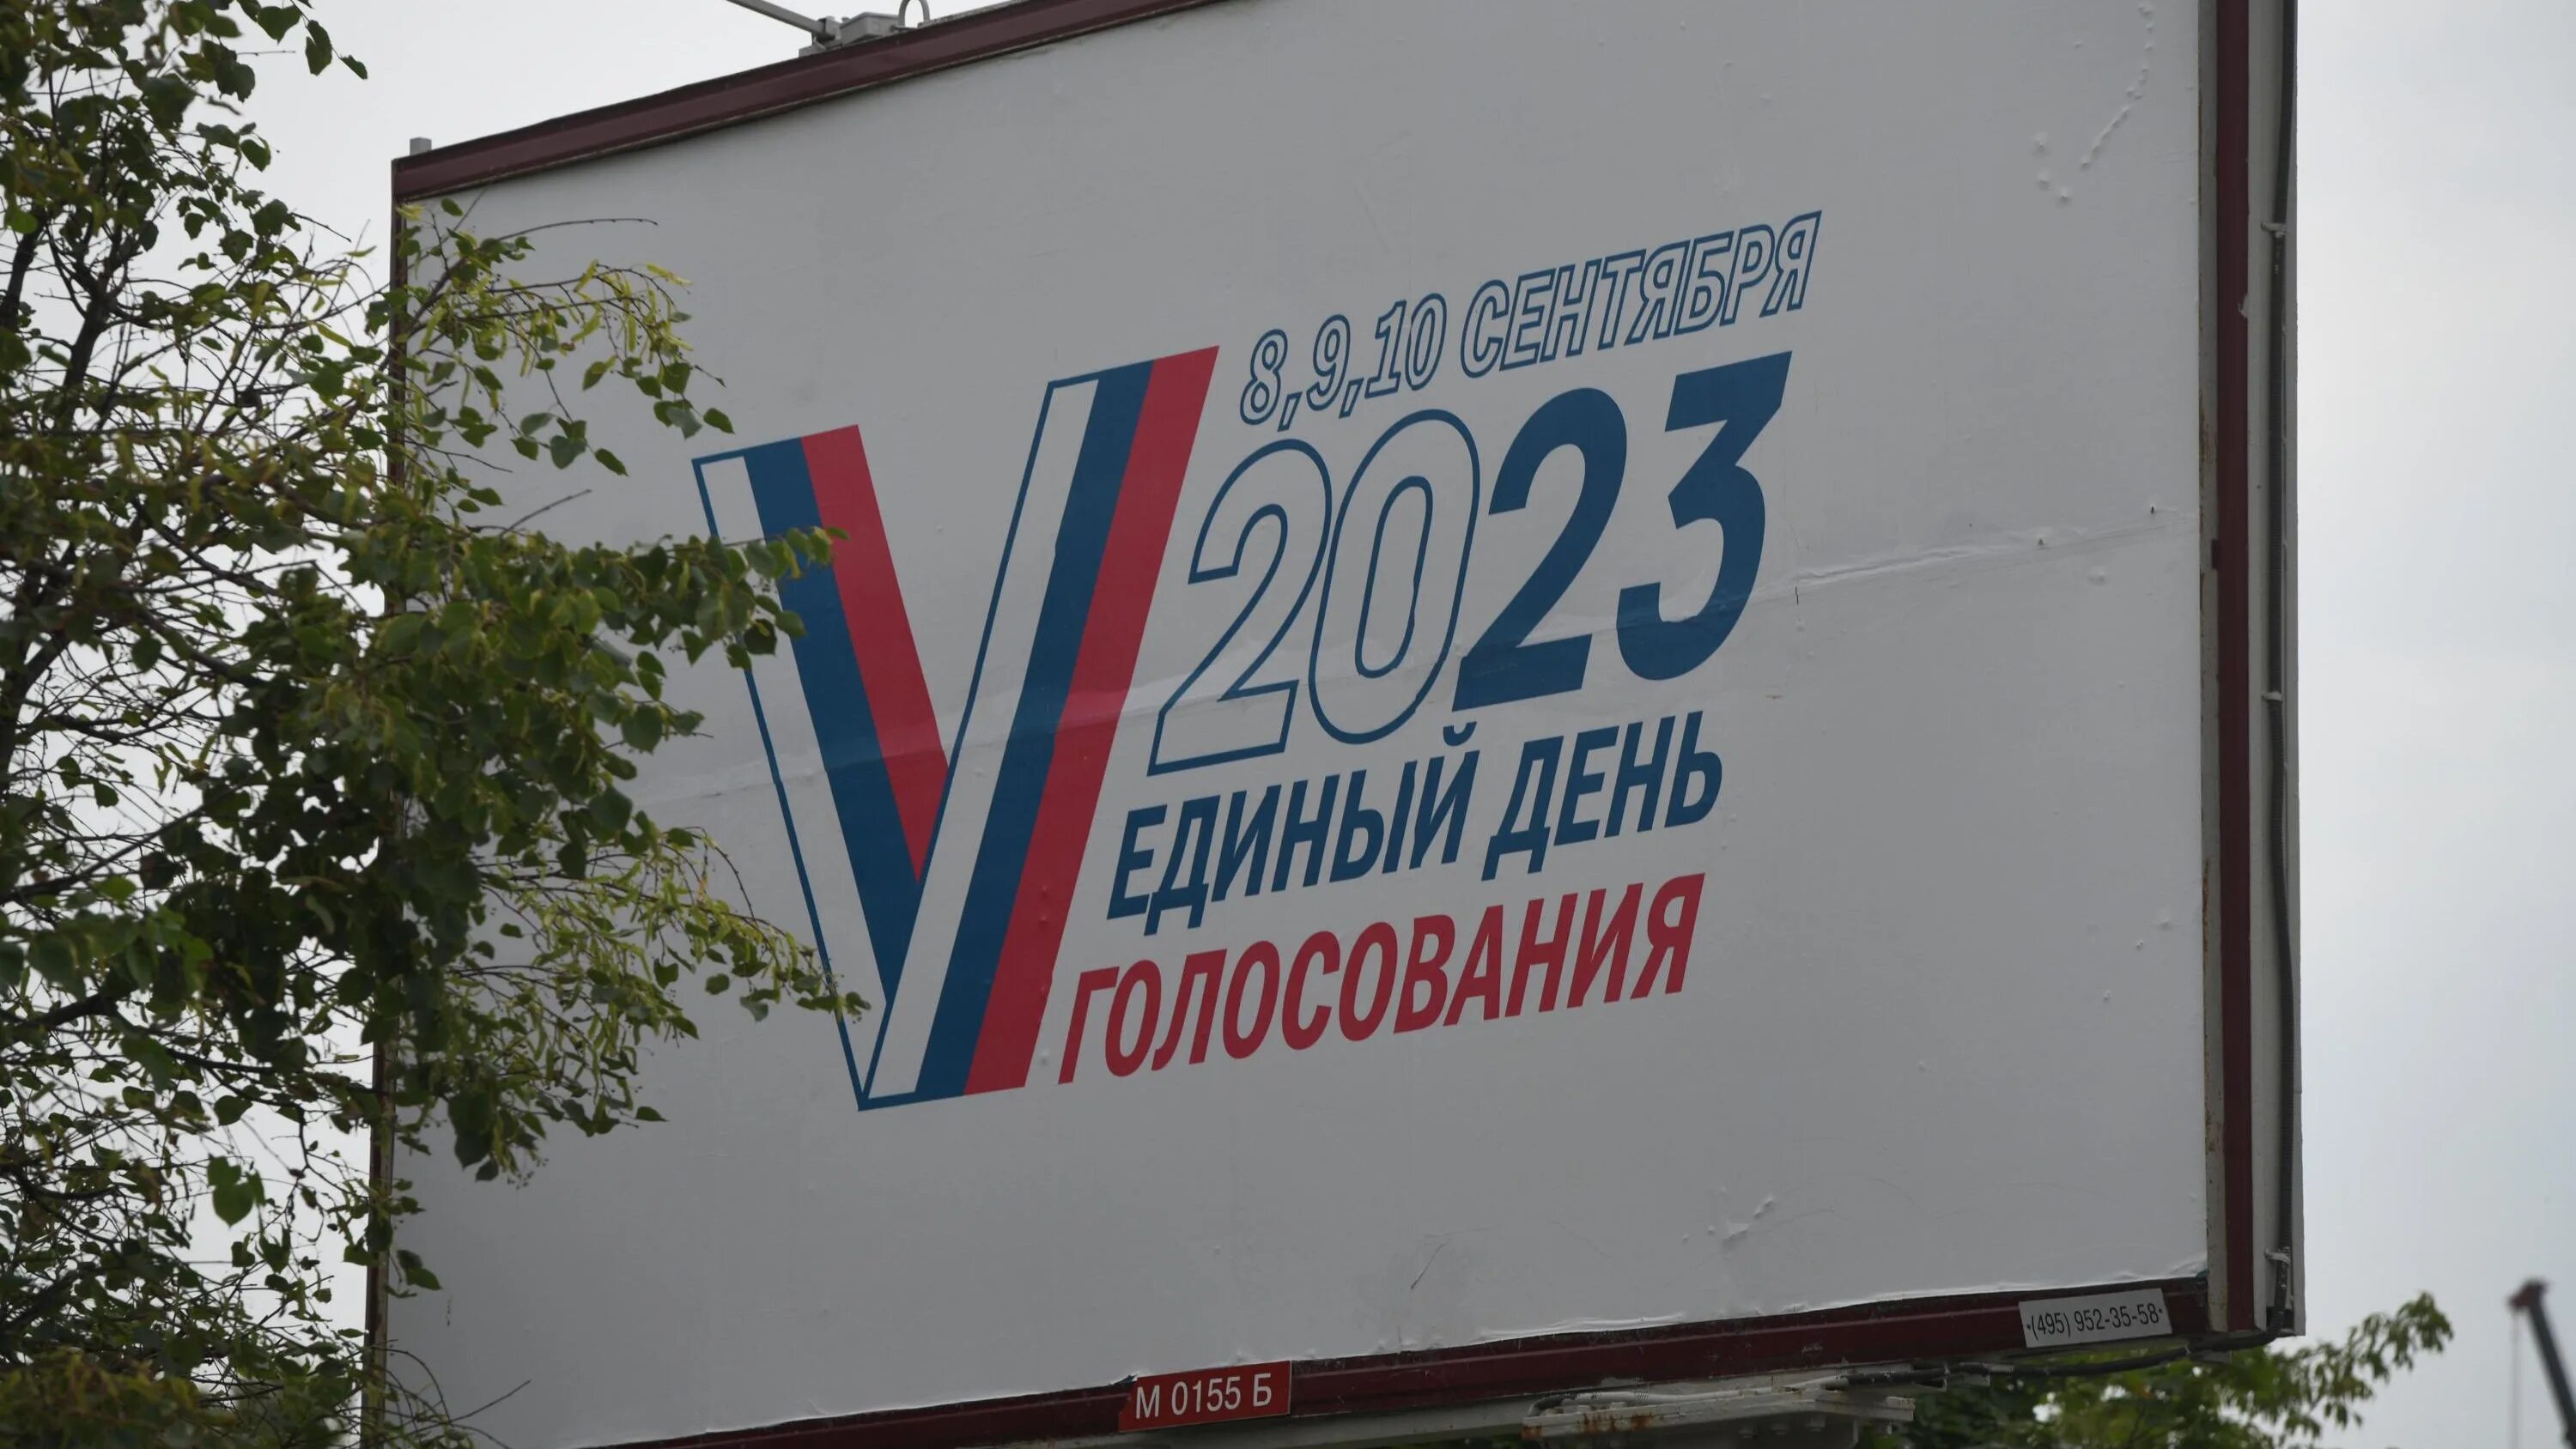 8,9,10 СЕНТЯБРЯ
2023
ЕДИНЫЙ ДЕНЬ
ГОЛОСОВАНИЯ
(495) 952-35-58
М 0155 Б